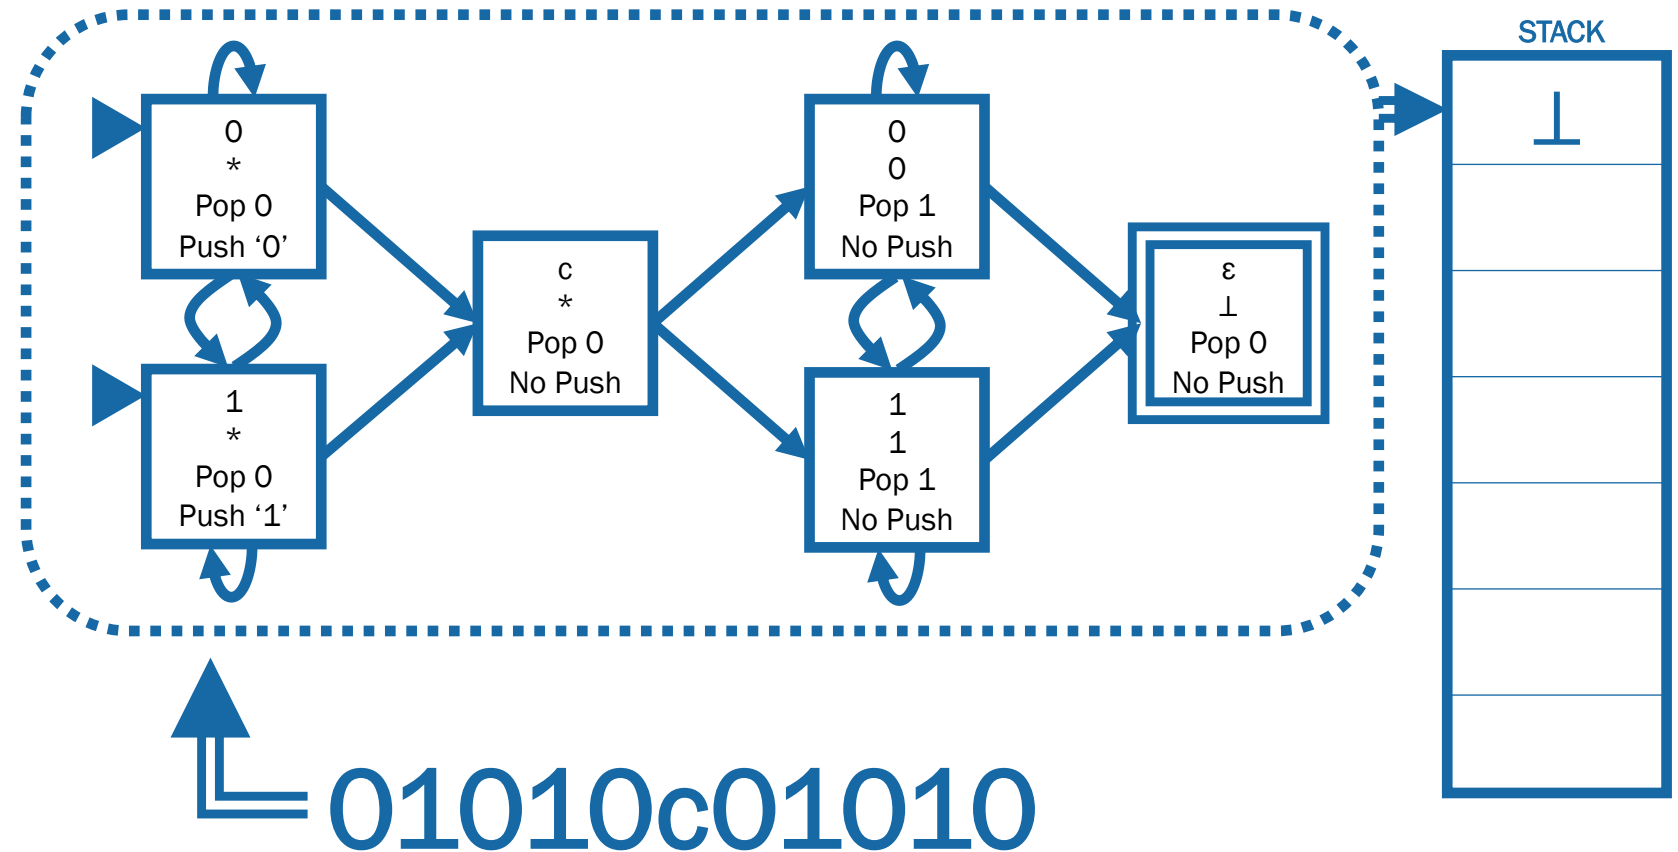 STACK
⊥
0
*
Pop 0
Push ‘0’
1
*
Pop 0
Push ‘1’
c
*
Pop 0
No Push
0
0
Pop 1
No Push
1
1
Pop 1
No Push
ε
⊥
Pop 0
No Push
01010c01010